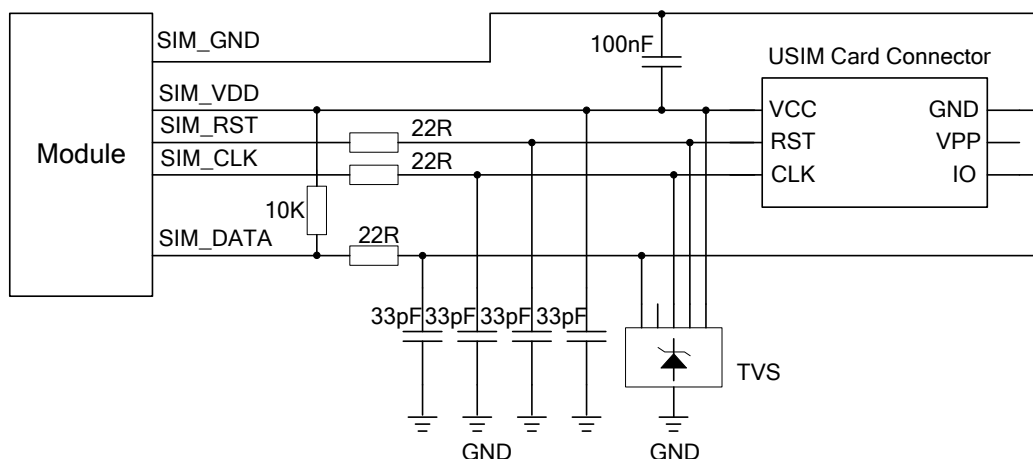 SIM_GND
100nF
USIM Card Connector
SIM_VDD
VCC
GND
SIM_RST
22R
RST
VPP
Module
SIM_CLK
22R
CLK
IO
10K
SIM_DATA
22R
33pF 33pF 33pF 33pF
TVS
GND
GND